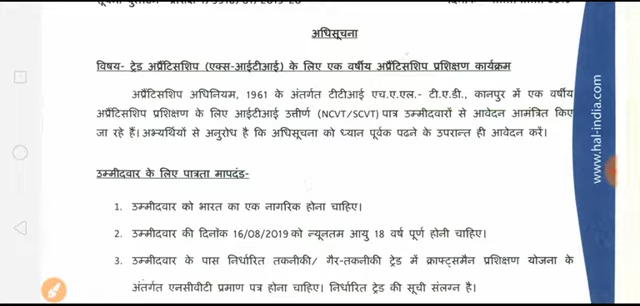 अधिसूचना
विषय- ट्रेड अप्रैंटिसशिप (एक्स-आईटीआई) के लिए एक वर्षीय अप्रैंटिसशिप प्रशिक्षण कार्यक्रम
अप्रैंटिसशिप अधिनियम, 1961 के अंतर्गत टीटीआई एच.ए.एल.- टी.ए.डी., कानपुर में एक वर्षीय
अप्रैंटिसशिप प्रशिक्षण के लिए आईटीआई उत्तीर्ण (NCVT/SCVT) पात्र उम्मीदवारों से आवेदन आमंत्रित किए
जा रहे हैं। अभ्यर्थियों से अनुरोध है कि अधिसूचना को ध्यान पूर्वक पढने के उपरान्त ही आवेदन करें।
उम्मीदवार के लिए पात्रता मापदंड-
1. उम्मीदवार को भारत का एक नागरिक होना चाहिए।
2. उम्मीदवार की दिनॉक 16/08/2019 को न्यूनतम आयु 18 वर्ष पूर्ण होनी चाहिए।
3. उम्मीदवार के पास निर्धारित तकनीकी/ गैर-तकनीकी ट्रेड में क्राफ्ट्समैन प्रशिक्षण योजना के
अंतर्गत एनसीवीटी प्रमाण पत्र होना चाहिए। निर्धारित ट्रेड की सूची संलग्न है।
www.hal-india.com